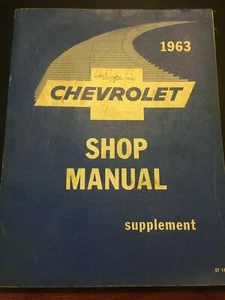 1963
CHEVROLET
SHOP
MANUAL
supplement